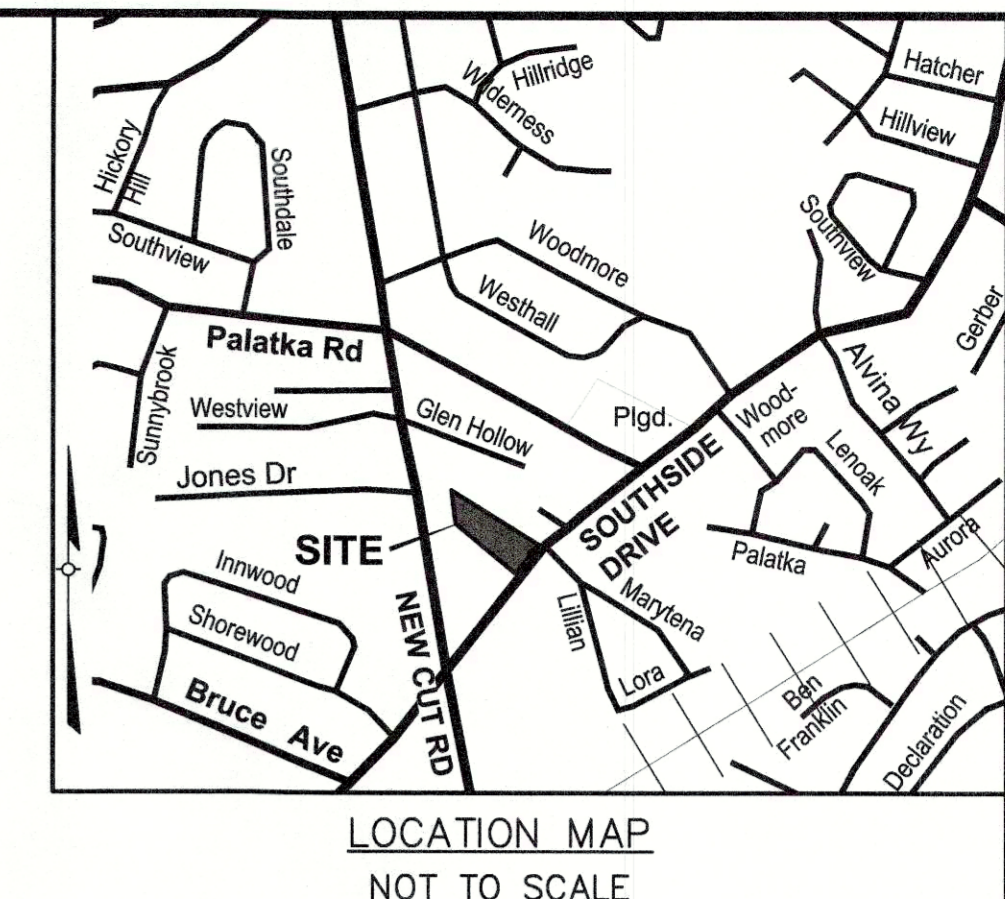 Hatcher
Hillridge
Wilderness
Hillview
Hickory
Hill
Southdale
Southview
Southview
Woodmore
Westhall
Gerber
Palatka Rd
Sunnybrook
Westview
Glen Hollow
Plgd.
Wood-
more
Alvina Wy
Lenoak
Jones Dr
SOUTHSIDE
DRIVE
SITE
Palatka
Aurora
Innwood
Shorewood
NEW CUT RD
Lillian
Marytena
Lora
Ben
Franklin
Bruce Ave
Declaration
LOCATION MAP
NOT TO SCALE